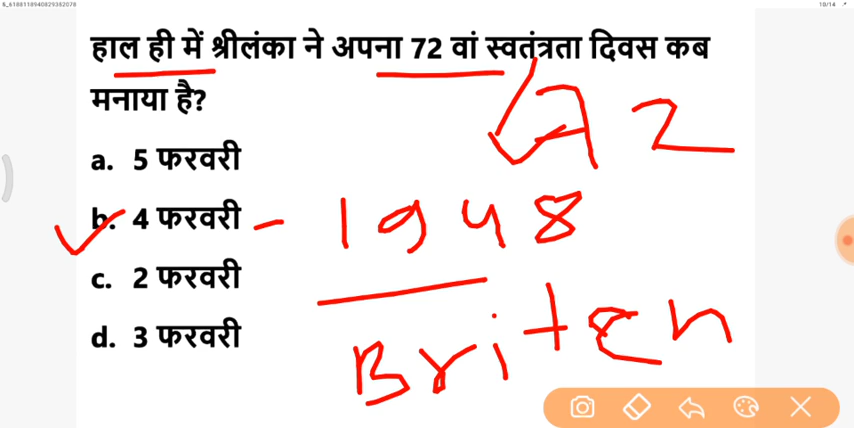 8_6188118940829382078
10/14
हाल ही में श्रीलंका ने अपना 72 वां स्वतंत्रता दिवस कब
मनाया है?
72
a. 5 फरवरी
b. 4 फरवरी - 1948
c. 2 फरवरी
d. 3 फरवरी
Briten